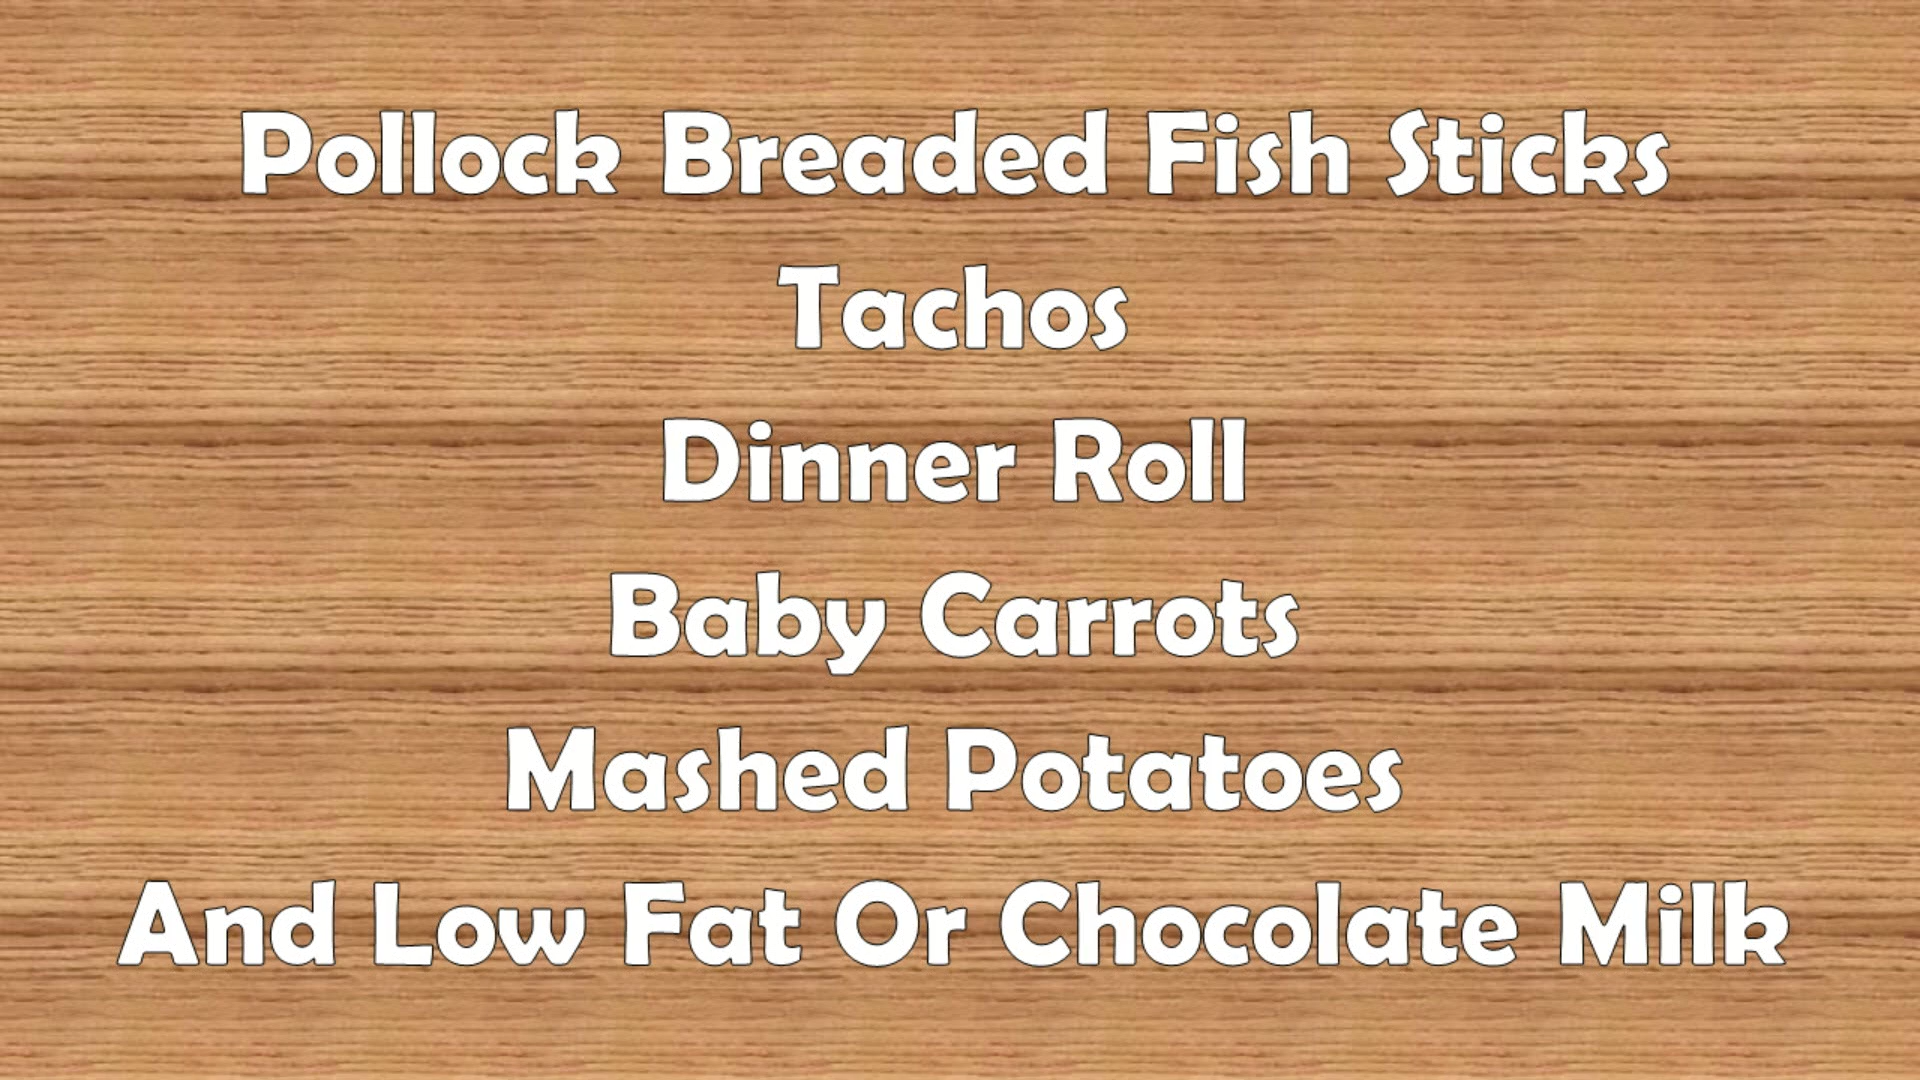 Pollock Breaded Fish Sticks
Tachos
Dinner Roll
Baby Carrots
Mashed Potatoes
And Low Fat Or Chocolate Milk